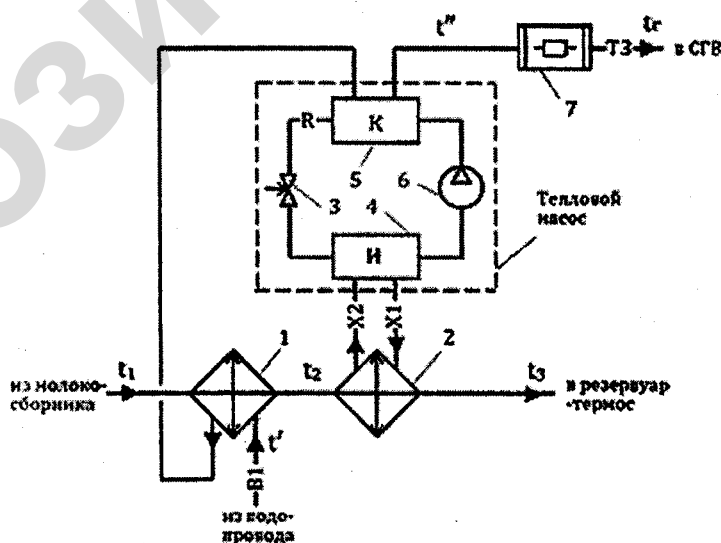 ози
t″
tг
Т3
в СГВ
7
R
К
5
6
3
4
Тепловой
насос
И
Х2
Х1
1
2
из молоко-
сборника
t₁
t₂
t₃
в резервуар
-термос
t′
В1
из водо-
провода